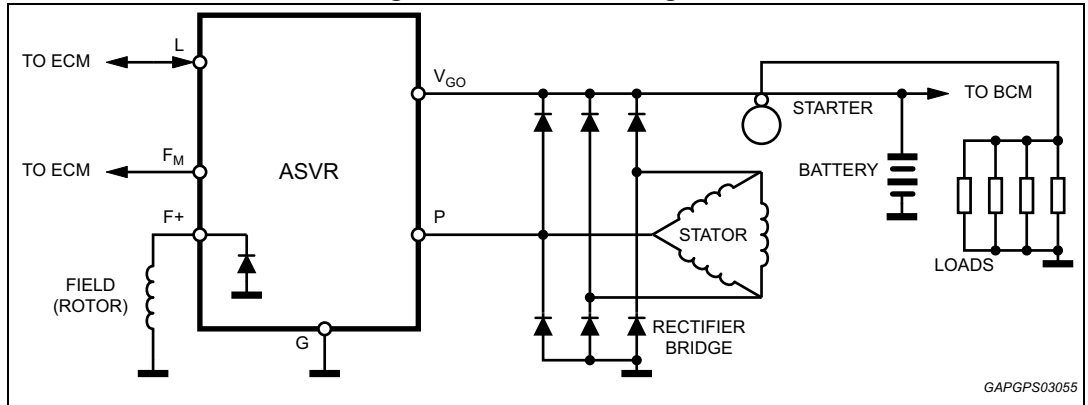 L
TO ECM
V_GO
TO BCM
STARTER
F_M
TO ECM
ASVR
BATTERY
F+
P
STATOR
LOADS
FIELD
(ROTOR)
RECTIFIER
BRIDGE
G
GAPGPS03055